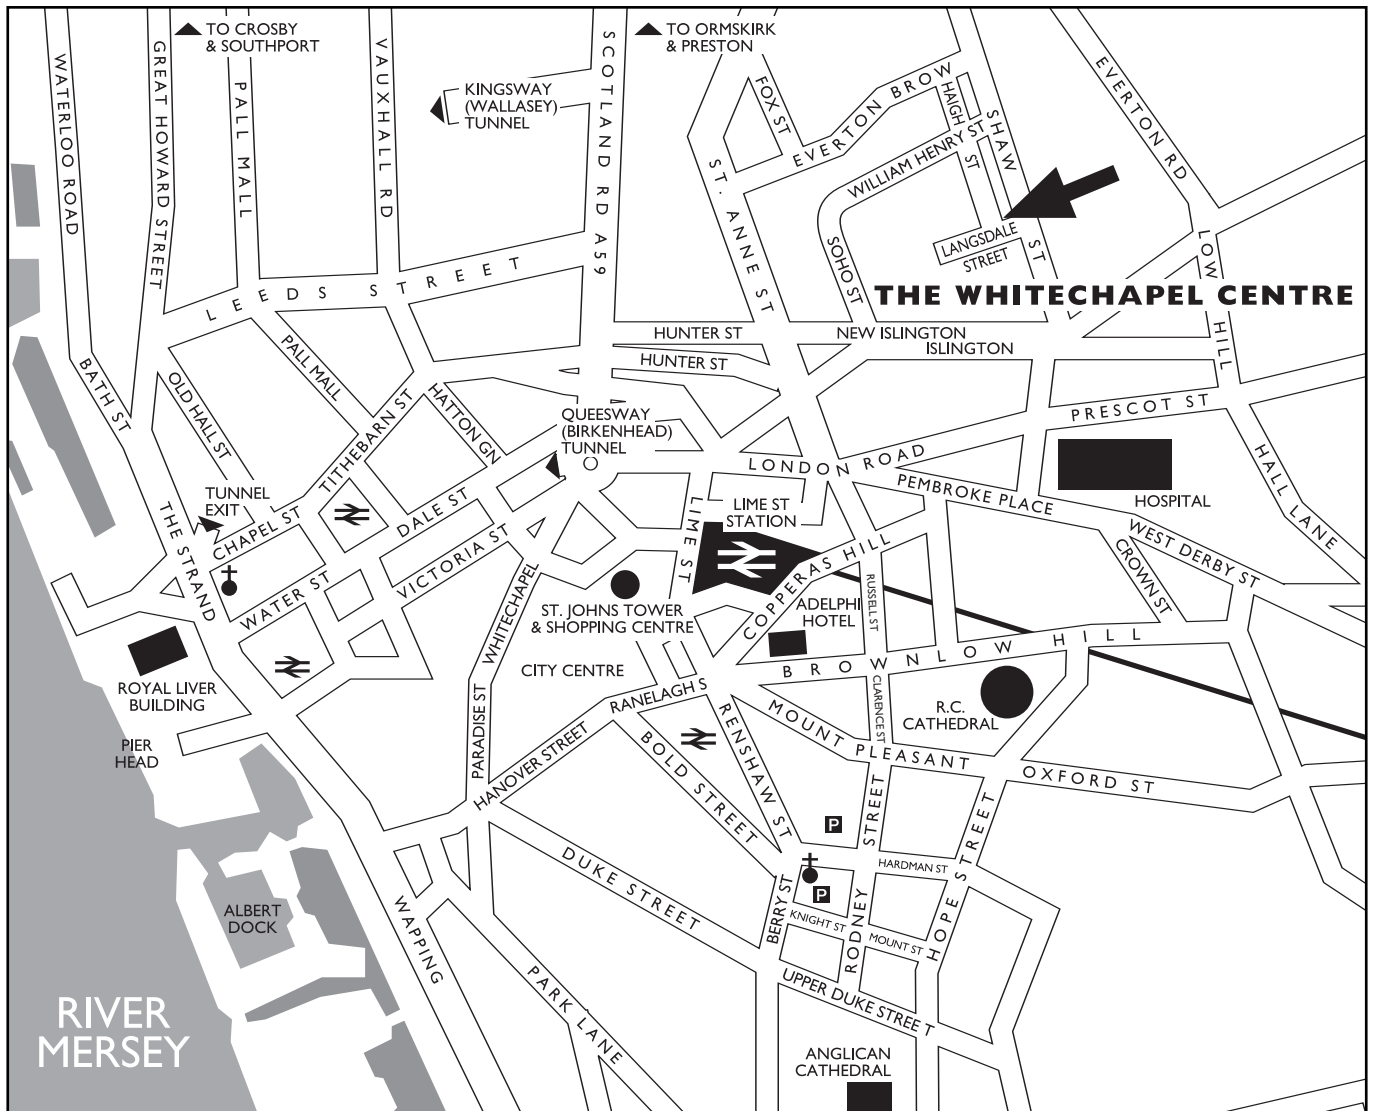 TO CROSBY
& SOUTHPORT
TO ORMSKIRK
& PRESTON
WATERLOO ROAD
GREAT HOWARD STREET
PALL MALL
VAUXHALL RD
KINGSWAY
(WALLASEY)
TUNNEL
SCOTLAND RD A59
FOX ST
EVERTON BROW
HAIGH ST
SHAW ST
EVERTON RD
WILLIAM HENRY ST
ST. ANNE ST
SOHO ST
LANGSDALE
STREET
LOW HILL
THE WHITECHAPEL CENTRE
LEEDS STREET
HUNTER ST
NEW ISLINGTON
ISLINGTON
HUNTER ST
PALL MALL
BATH ST
OLD HALL ST
TITHEBARN ST
HATTON GN
QUEESWAY
(BIRKENHEAD)
TUNNEL
PRESCOT ST
LONDON ROAD
PEMBROKE PLACE
HOSPITAL
HALL LANE
TUNNEL
EXIT
THE STRAND
CHAPEL ST
DALE ST
VICTORIA ST
LIME ST
LIME ST
STATION
WEST DERBY ST
CROWN ST
COPPERAS HILL
RUSSELL ST
WATER ST
WHITECHAPEL
ST. JOHNS TOWER
& SHOPPING CENTRE
ADELPHI
HOTEL
BROWNLOW HILL
CITY CENTRE
ROYAL LIVER
BUILDING
RANELAGH S
CLARENCE ST
R.C.
CATHEDRAL
PARADISE ST
PIER
HEAD
HANOVER STREET
BOLD STREET
RENSHAW ST
MOUNT PLEASANT
OXFORD ST
P
RODNEY STREET
HOPE STREET
HARDMAN ST
DUKE STREET
P
BERRY ST
KNIGHT ST
MOUNT ST
ALBERT
DOCK
WAPPING
PARK LANE
UPPER DUKE STREET
RIVER
MERSEY
ANGLICAN
CATHEDRAL